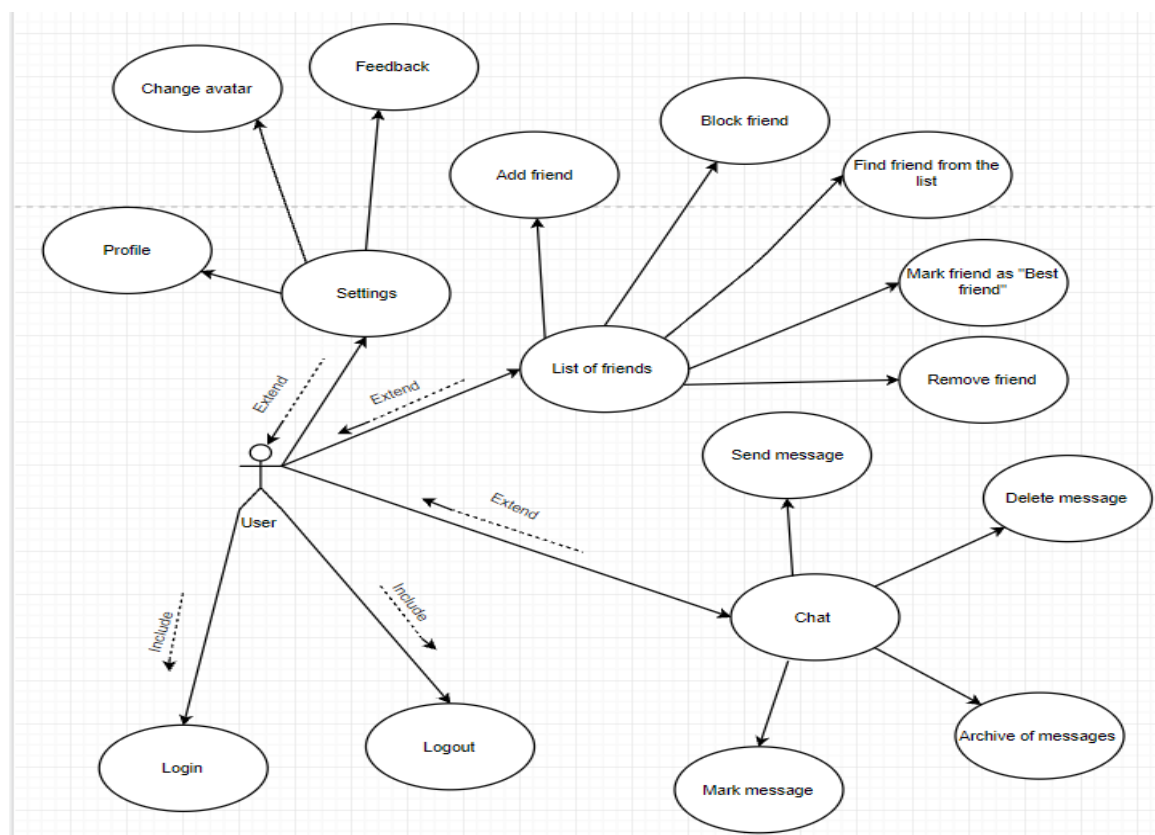 Feedback
Change avatar
Block friend
Find friend from the
list
Add friend
Profile
Mark friend as "Best
friend"
Settings
List of friends
Remove friend
Extend
Extend
Send message
Delete message
Extend
User
Include
Include
Chat
Logout
Archive of messages
Login
Mark message